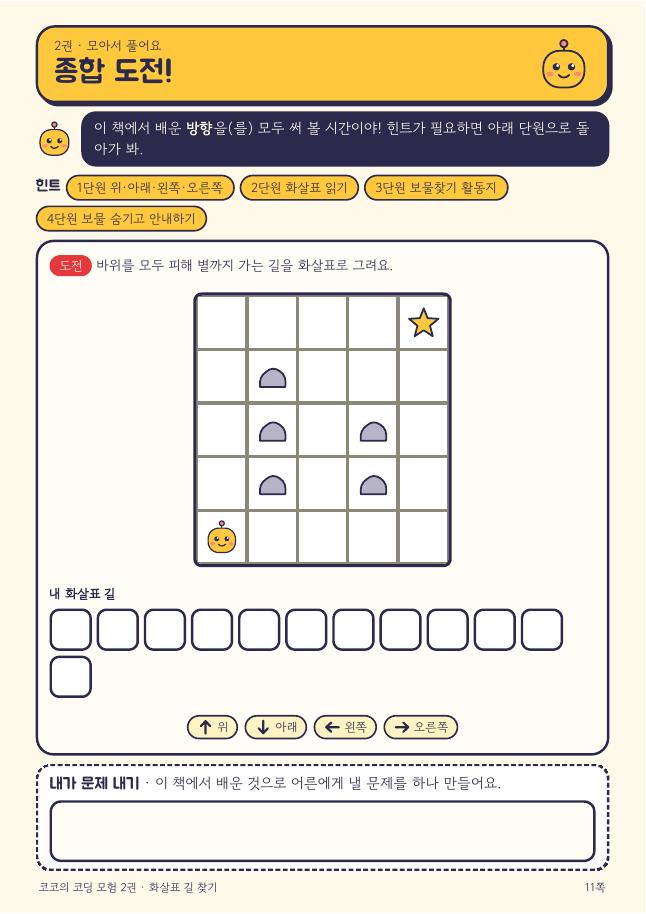 2권 · 모아서 풀어요
종합 도전!
이 책에서 배운 방향을(를) 모두 써 볼 시간이야! 힌트가 필요하면 아래 단원으로 돌
아가 봐.
힌트 1단원 위·아래·왼쪽·오른쪽 2단원 화살표 읽기 3단원 보물찾기 활동지
4단원 보물 숨기고 안내하기
도전 바위를 모두 피해 별까지 가는 길을 화살표로 그려요.
내 화살표 길
↑ 위 ↓ 아래 ← 왼쪽 → 오른쪽
내가 문제 내기 · 이 책에서 배운 것으로 어른에게 낼 문제를 하나 만들어요.
코코의 코딩 모험 2권 · 화살표 길 찾기 11쪽